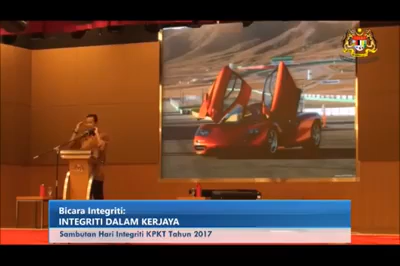 Bicara Integriti:
INTEGRITI DALAM KERJAYA
Sambutan Hari Integriti KPKT Tahun 2017